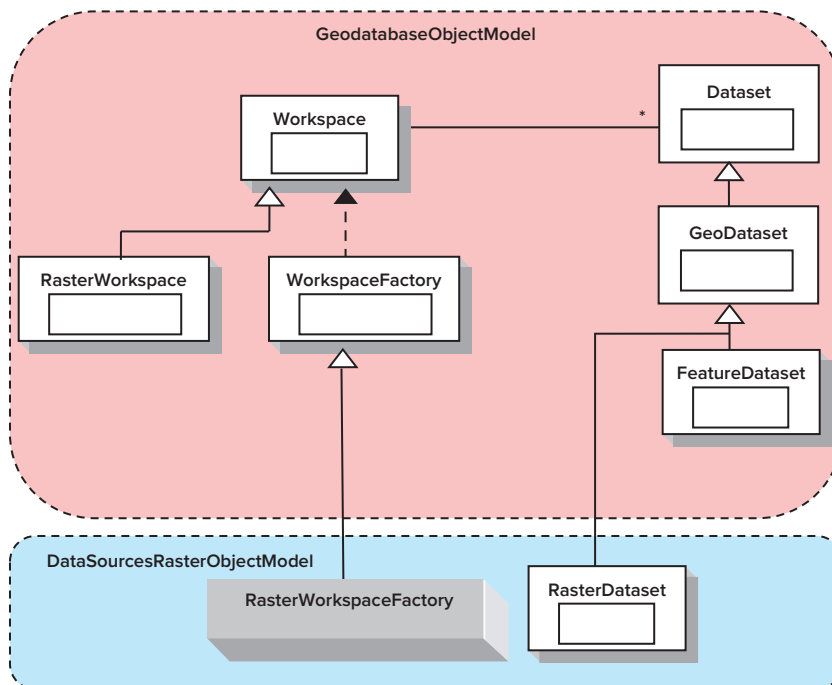 GeodatabaseObjectModel
Workspace
*
Dataset
GeoDataset
RasterWorkspace
WorkspaceFactory
FeatureDataset
DataSourcesRasterObjectModel
RasterWorkspaceFactory
RasterDataset